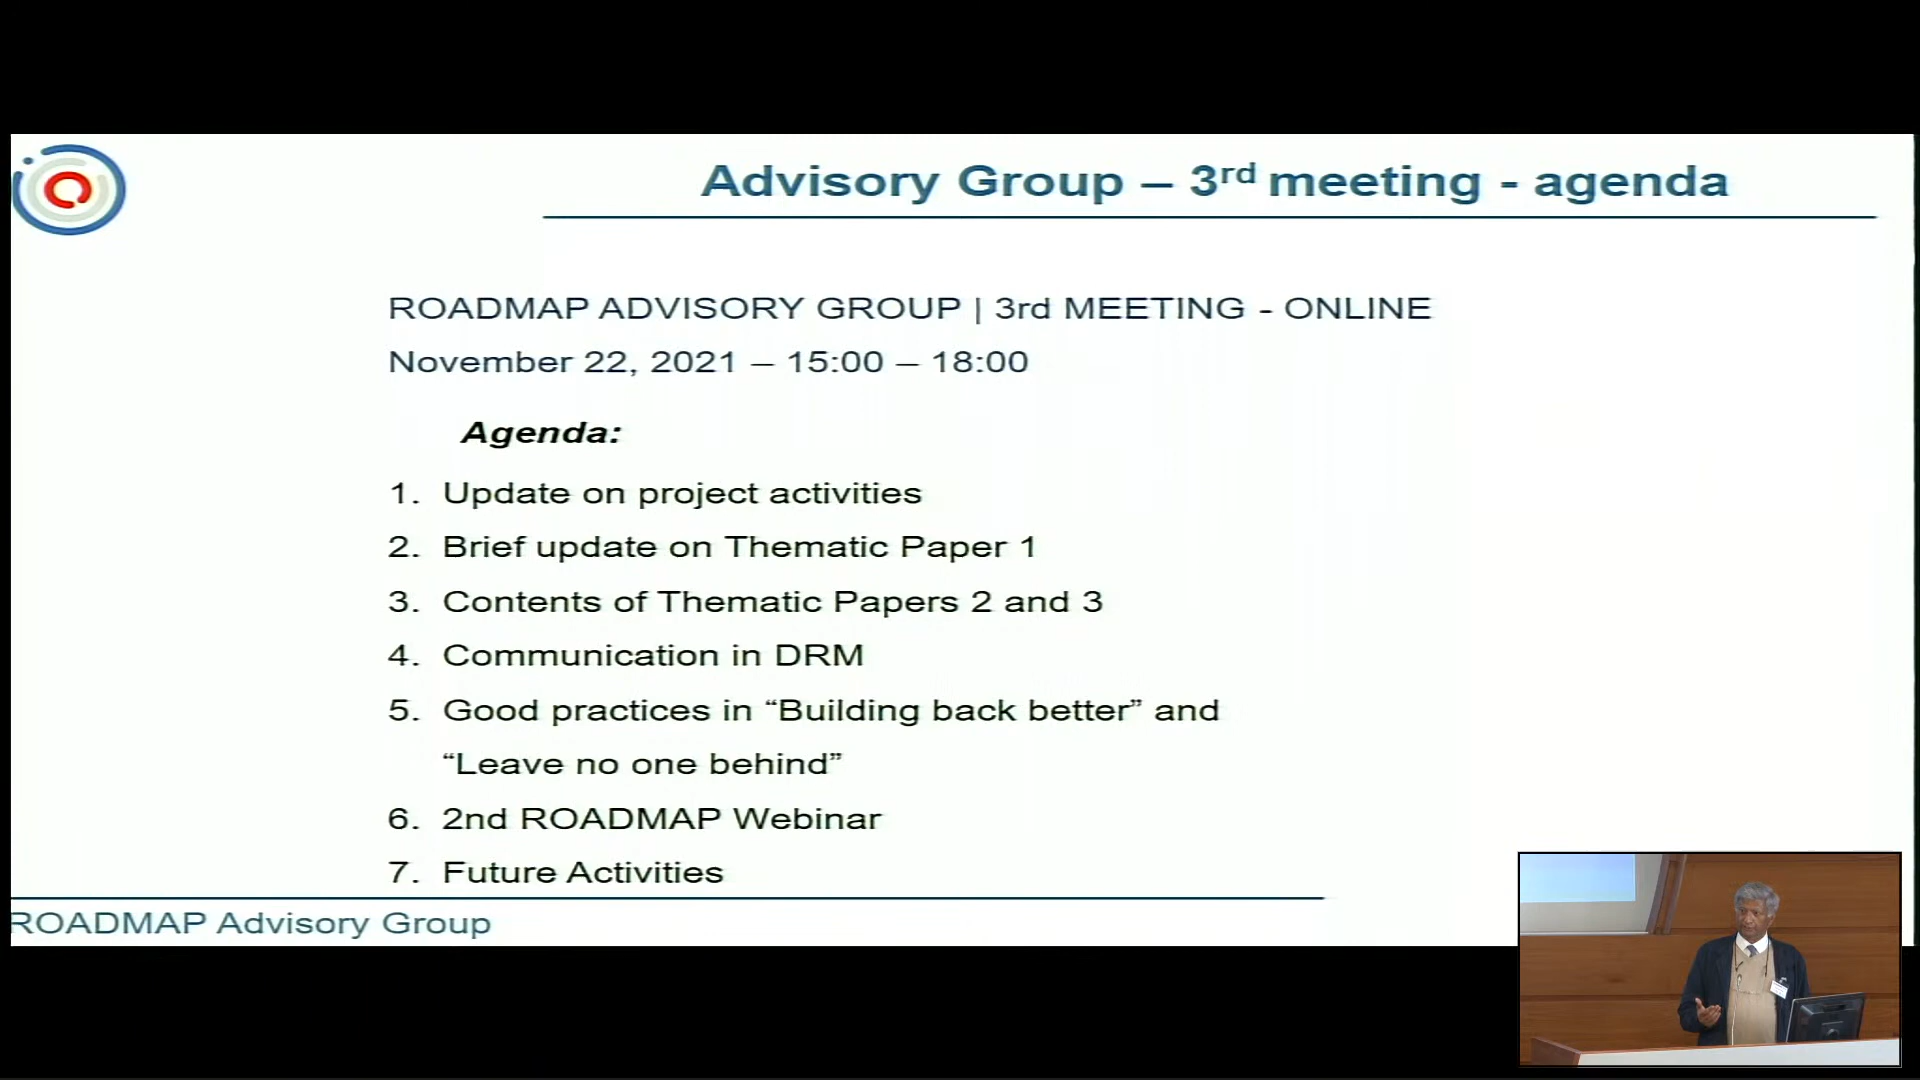 Advisory Group – 3rd meeting - agenda
ROADMAP ADVISORY GROUP | 3rd MEETING - ONLINE
November 22, 2021 – 15:00 – 18:00
Agenda:
1. Update on project activities
2. Brief update on Thematic Paper 1
3. Contents of Thematic Papers 2 and 3
4. Communication in DRM
5. Good practices in “Building back better” and
“Leave no one behind”
6. 2nd ROADMAP Webinar
7. Future Activities
ROADMAP Advisory Group